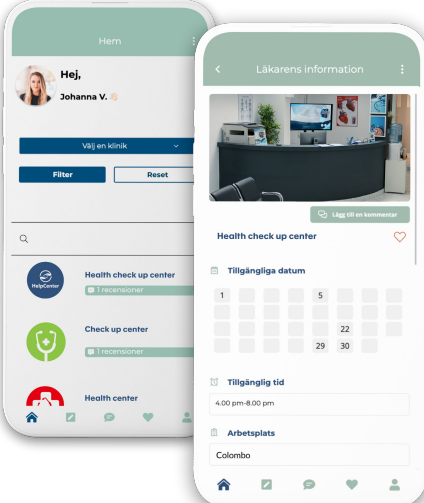 Hem
Hej,
Johanna V.
Välj en klinik
Filter
Reset
HelpCenter
Health check up center
1 recensioner
Check up center
1 recensioner
Health center
Läkarens information
Lägg till en kommentar
Health check up center
Tillgängliga datum
1 5
22
29 30
Tillgänglig tid
4.00 pm-8.00 pm
Arbetsplats
Colombo